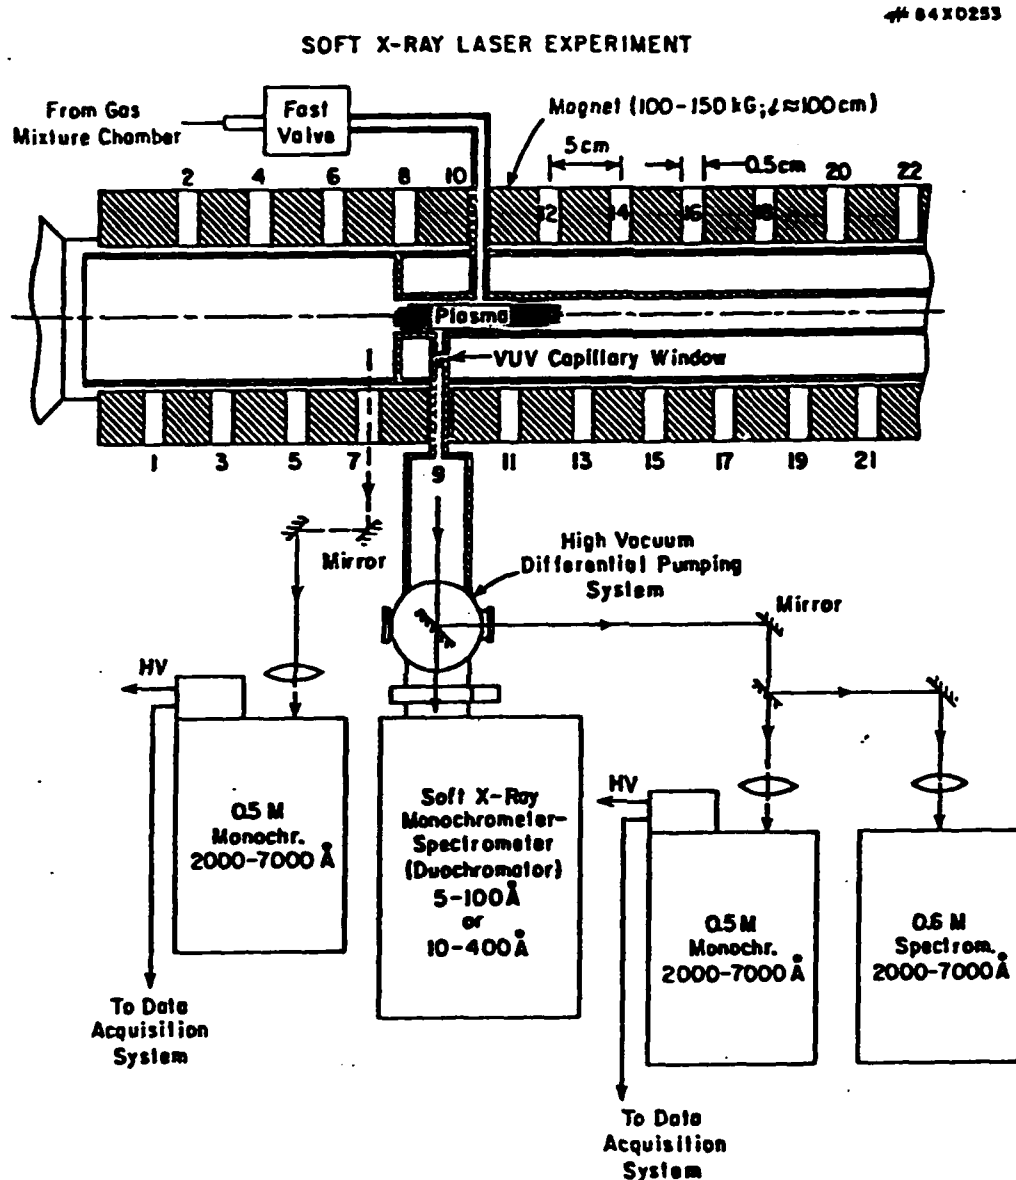 # 84X0253
SOFT X-RAY LASER EXPERIMENT
From Gas
Mixture Chamber
Fast
Valve
Magnet (100-150 kG; ℓ≈100 cm)
5 cm
0.5 cm
2 4 6 8 10 12 14 16 18 20 22
Plasma
VUV Capillary Window
1 3 5 7 9 11 13 15 17 19 21
Mirror
High Vacuum
Differential Pumping
System
Mirror
HV
0.5 M
Monochr.
2000-7000 Å
To Data
Acquisition
System
Soft X-Ray
Monochrometer-
Spectrometer
(Duochromator)
5-100 Å
or
10-400 Å
HV
0.5 M
Monochr.
2000-7000 Å
To Data
Acquisition
System
0.6 M
Spectrom.
2000-7000 Å